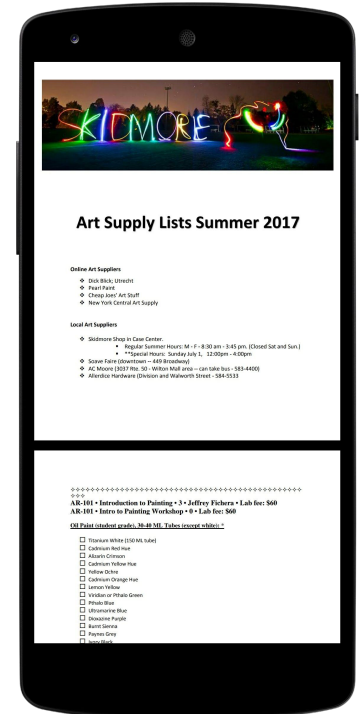 SKIDMORE
Art Supply Lists Summer 2017
Online Art Suppliers
❖ Dick Blick; Utrecht
❖ Pearl Paint
❖ Cheap Joes' Art Stuff
❖ New York Central Art Supply
Local Art Suppliers
❖ Skidmore Shop in Case Center.
▪ Regular Summer Hours: M - F - 8:30 am - 3:45 pm. (Closed Sat and Sun.)
▪ **Special Hours: Sunday July 1, 12:00pm - 4:00pm
❖ Soave Faire (downtown -- 449 Broadway)
❖ AC Moore (3037 Rte. 50 - Wilton Mall area -- can take bus - 583-4400)
❖ Allerdice Hardware (Division and Walworth Street - 584-5533
AR-101 • Introduction to Painting • 3 • Jeffrey Fichera • Lab fee: $60
AR-101 • Intro to Painting Workshop • 0 • Lab fee: $60
Oil Paint (student grade), 30-40 ML Tubes (except white): *
☐ Titanium White (150 ML tube)
☐ Cadmium Red Hue
☐ Alizarin Crimson
☐ Cadmium Yellow Hue
☐ Yellow Ochre
☐ Cadmium Orange Hue
☐ Lemon Yellow
☐ Viridian or Pthalo Green
☐ Pthalo Blue
☐ Ultramarine Blue
☐ Dioxazine Purple
☐ Burnt Sienna
☐ Paynes Grey
☐ Ivory Black